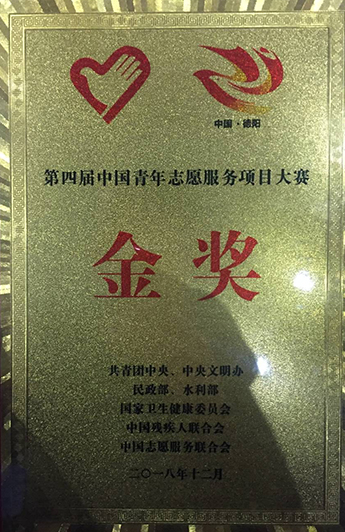 中国·德阳
第四届中国青年志愿服务项目大赛
金奖
共青团中央、中央文明办
民政部、水利部
国家卫生健康委员会
中国残疾人联合会
中国志愿服务联合会
二〇一八年十二月